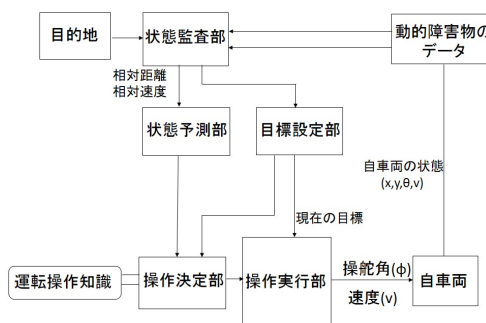 目的地
状態監査部
動的障害物の
データ
相対距離
相対速度
状態予測部
目標設定部
自車両の状態
(x,y,θ,v)
現在の目標
運転操作知識
操作決定部
操作実行部
操舵角(ϕ)
速度(v)
自車両